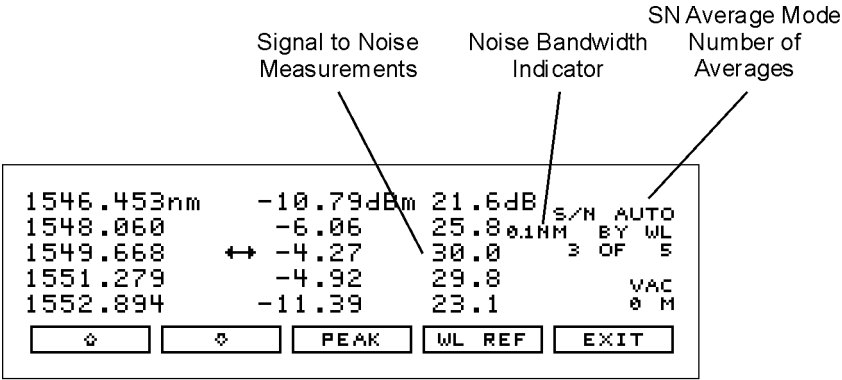 SN Average Mode
Signal to Noise Noise Bandwidth Number of
Measurements Indicator Averages
1546.453nm -10.79dBm 21.6dB S/N AUTO
1548.060 -6.06 25.8 0.1NM BY WL
1549.668 ↔ -4.27 30.0 3 OF 5
1551.279 -4.92 29.8 VAC
1552.894 -11.39 23.1 0 M
PEAK WL REF EXIT